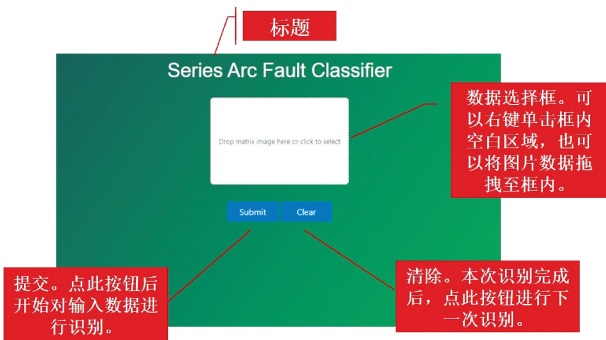 标题
Series Arc Fault Classifier
数据选择框。可
以右键单击框内
空白区域，也可
以将图片数据拖
拽至框内。
Drop matrix image here or click to select
Submit
Clear
提交。点此按钮后
开始对输入数据进
行识别。
清除。本次识别完成
后，点此按钮进行下
一次识别。